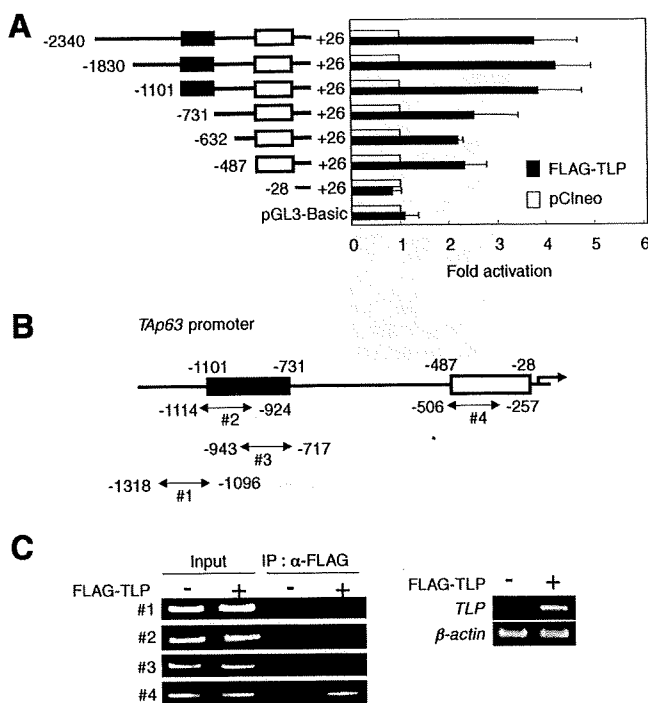 A
-2340 +26
-1830 +26
-1101 +26
-731 +26
-632 +26
-487 +26
-28 +26
pGL3-Basic
FLAG-TLP
pCIneo
0 1 2 3 4 5 6
Fold activation
B
TAp63 promoter
-1101 -731 -487 -28
-1114 -924 -506 -257
#2 #4
-943 -717
#3
-1318 -1096
#1
C
Input IP : α-FLAG
FLAG-TLP - + - +
#1
#2
#3
#4
FLAG-TLP - +
TLP
β-actin